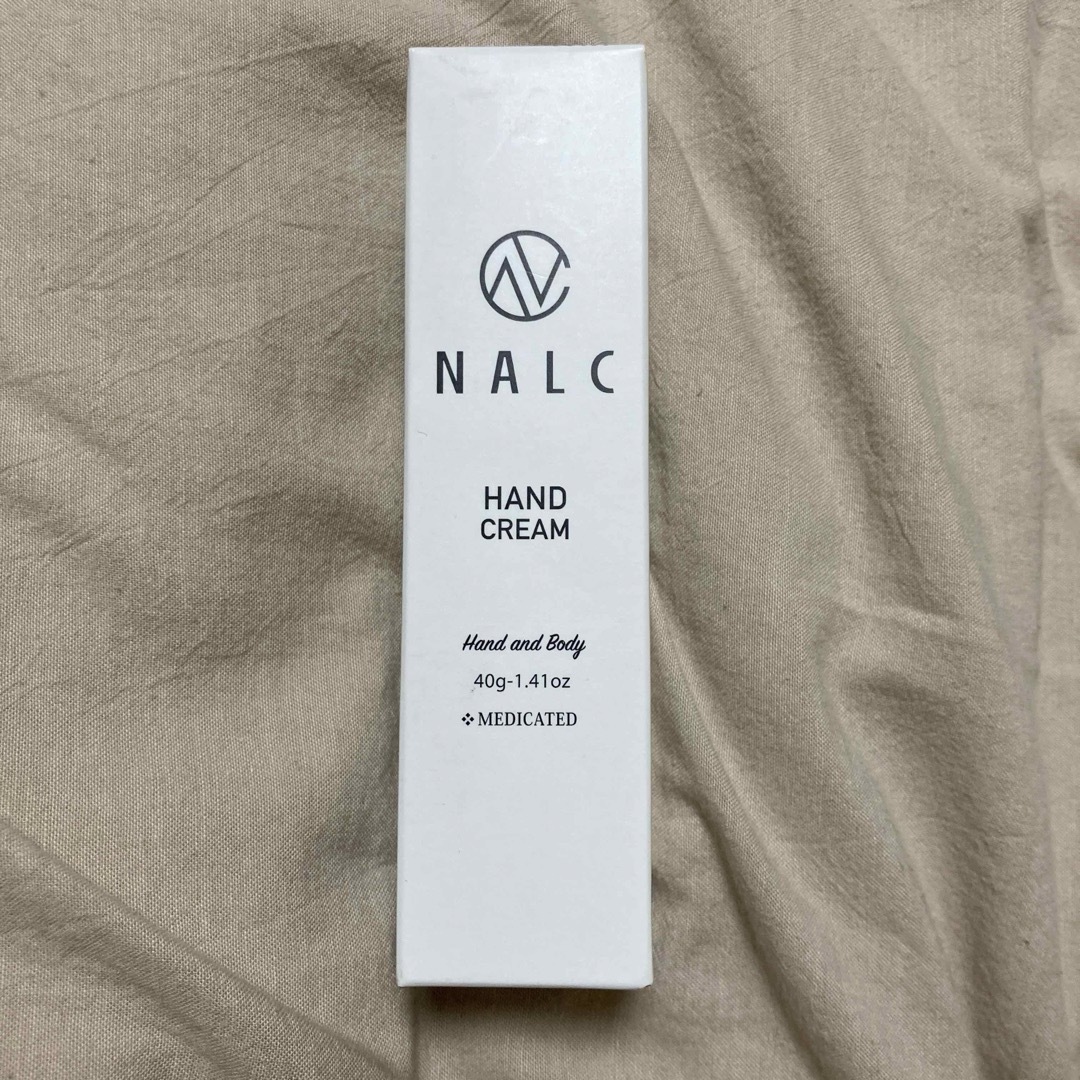 NALC
HAND
CREAM
Hand and Body
40g-1.41oz
MEDICATED